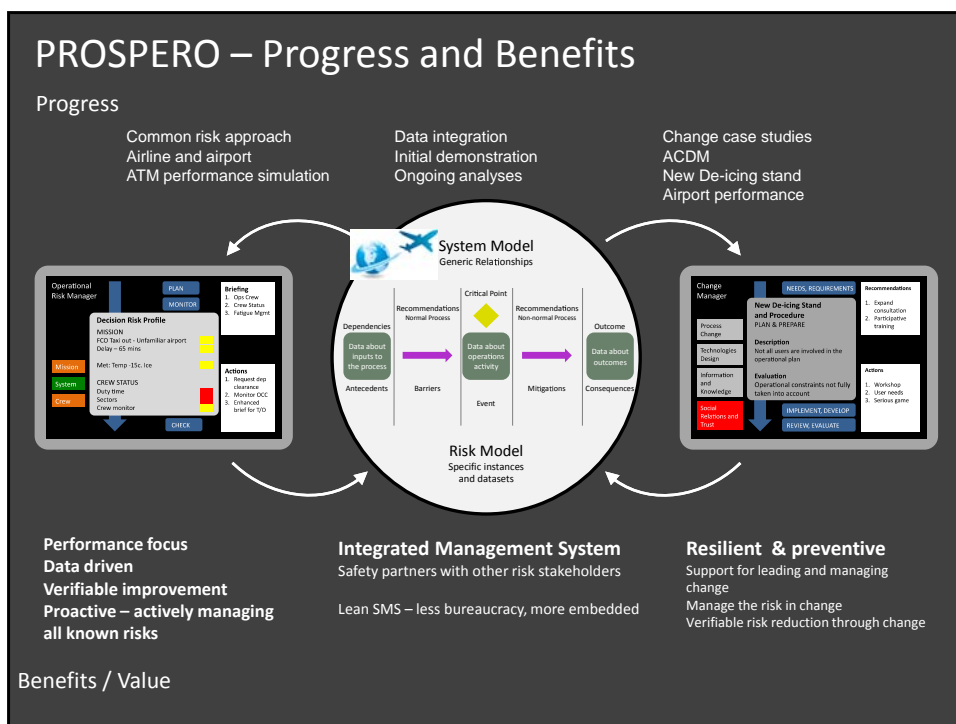 PROSPERO – Progress and Benefits
Progress
Common risk approach
Airline and airport
ATM performance simulation
Data integration
Initial demonstration
Ongoing analyses
Change case studies
ACDM
New De-icing stand
Airport performance
Operational
Risk Manager
PLAN
MONITOR
Decision Risk Profile
MISSION
FCO Taxi out - Unfamiliar airport
Delay – 65 mins
Met: Temp -15c. Ice
CREW STATUS
Duty time
Sectors
Crew monitor
Mission
System
Crew
CHECK
Briefing
1. Ops Crew
2. Crew Status
3. Fatigue Mgmt
Actions
1. Request dep
clearance
2. Monitor OCC
3. Enhanced
brief for T/O
System Model
Generic Relationships
Critical Point
Recommendations
Normal Process
Recommendations
Non-normal Process
Dependencies
Outcome
Data about
inputs to
the process
Data about
operations
activity
Data about
outcomes
Antecedents
Barriers
Mitigations
Consequences
Event
Risk Model
Specific instances
and datasets
Change
Manager
NEEDS, REQUIREMENTS
New De-icing Stand
and Procedure
PLAN & PREPARE
Description
Not all users are involved in the
operational plan
Evaluation
Operational constraints not fully
taken into account
Process
Change
Technologies
Design
Information
and
Knowledge
Social
Relations and
Trust
IMPLEMENT, DEVELOP
REVIEW, EVALUATE
Recommendations
1. Expand
consultation
2. Participative
training
Actions
1. Workshop
2. User needs
3. Serious game
Performance focus
Data driven
Verifiable improvement
Proactive – actively managing
all known risks
Integrated Management System
Safety partners with other risk stakeholders
Lean SMS – less bureaucracy, more embedded
Resilient & preventive
Support for leading and managing
change
Manage the risk in change
Verifiable risk reduction through change
Benefits / Value